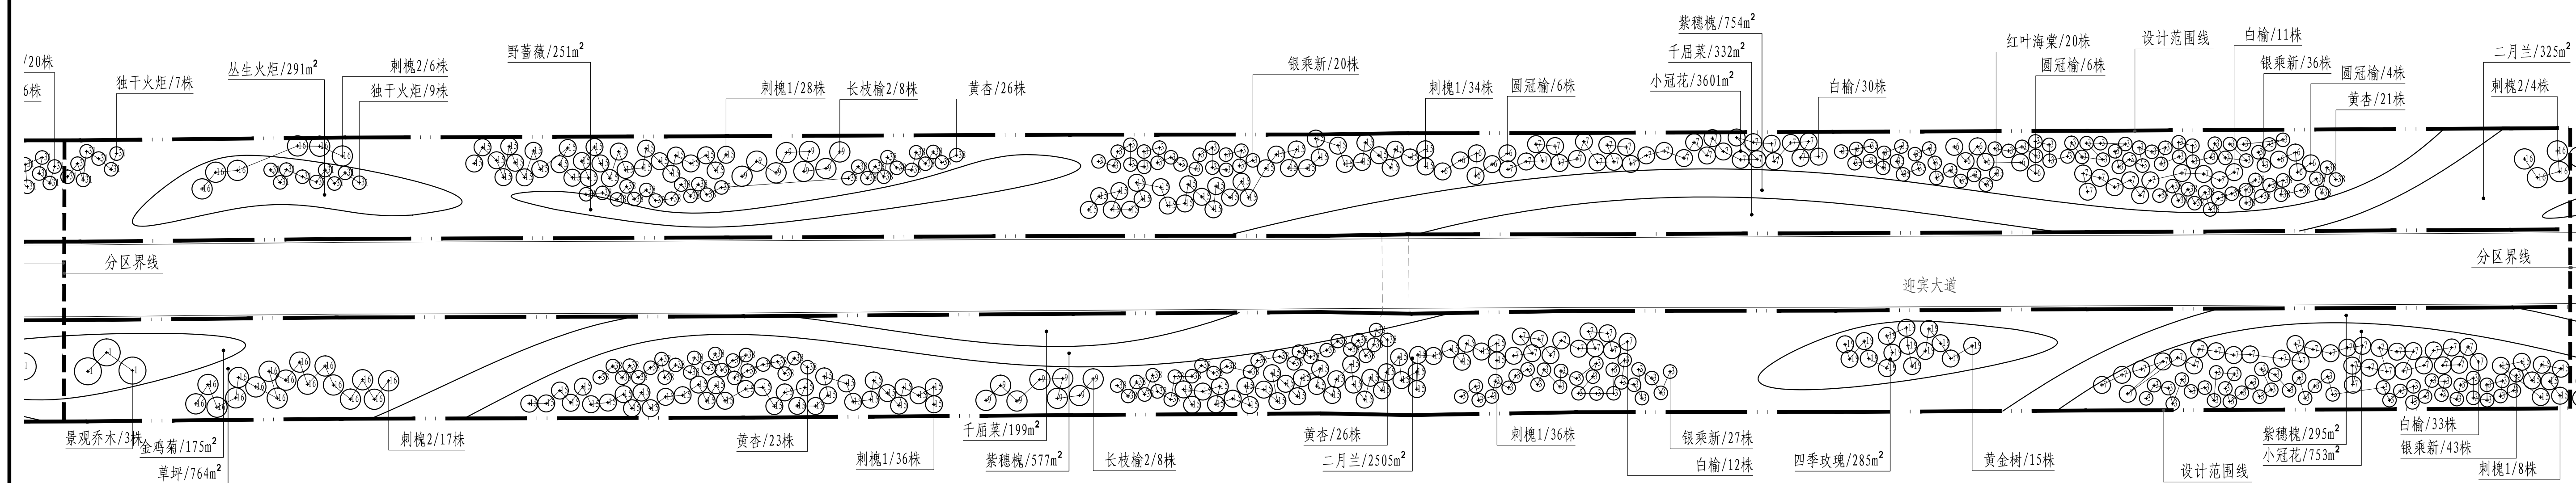 /20株
6株
独干火炬/7株
丛生火炬/291m²
刺槐2/6株
独干火炬/9株
野蔷薇/251m²
刺槐1/28株
长枝榆2/8株
黄杏/26株
银乘新/20株
刺槐1/34株
圆冠榆/6株
紫穗槐/754m²
千屈菜/332m²
小冠花/3601m²
白榆/30株
红叶海棠/20株
圆冠榆/6株
设计范围线
白榆/11株
银乘新/36株
圆冠榆/4株
黄杏/21株
二月兰/325m²
刺槐2/4株
分区界线
迎宾大道
分区界线
景观乔木/3株
金鸡菊/175m²
草坪/764m²
刺槐2/17株
黄杏/23株
刺槐1/36株
千屈菜/199m²
紫穗槐/577m²
长枝榆2/8株
黄杏/26株
二月兰/2505m²
刺槐1/36株
银乘新/27株
白榆/12株
四季玫瑰/285m²
黄金树/15株
设计范围线
紫穗槐/295m²
小冠花/753m²
白榆/33株
银乘新/43株
刺槐1/8株